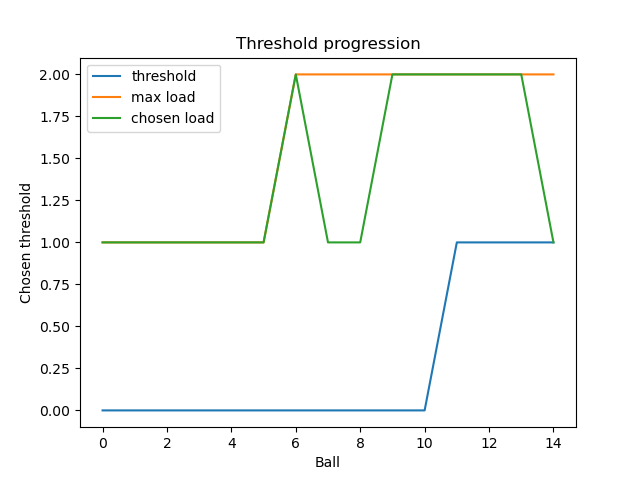 Threshold progression
threshold
max load
chosen load
2.00
1.75
1.50
1.25
1.00
0.75
0.50
0.25
0.00
Chosen threshold
0 2 4 6 8 10 12 14
Ball